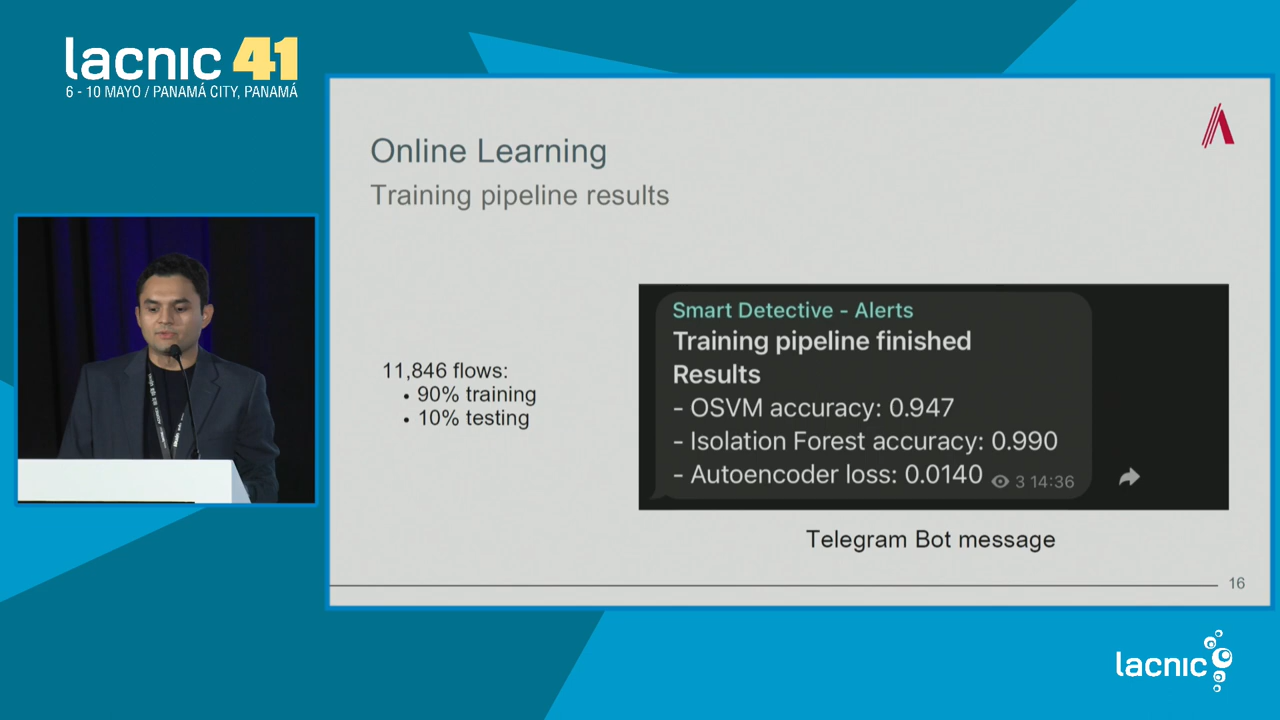 lacnic 41
6 - 10 MAYO / PANAMÁ CITY, PANAMÁ
Online Learning
Training pipeline results
11,846 flows:
• 90% training
• 10% testing
Smart Detective - Alerts
Training pipeline finished
Results
- OSVM accuracy: 0.947
- Isolation Forest accuracy: 0.990
- Autoencoder loss: 0.0140
3 14:36
Telegram Bot message
16
lacnic